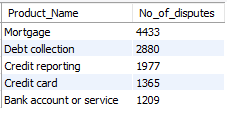 Product_Name No_of_disputes
Mortgage 4433
Debt collection 2880
Credit reporting 1977
Credit card 1365
Bank account or service 1209